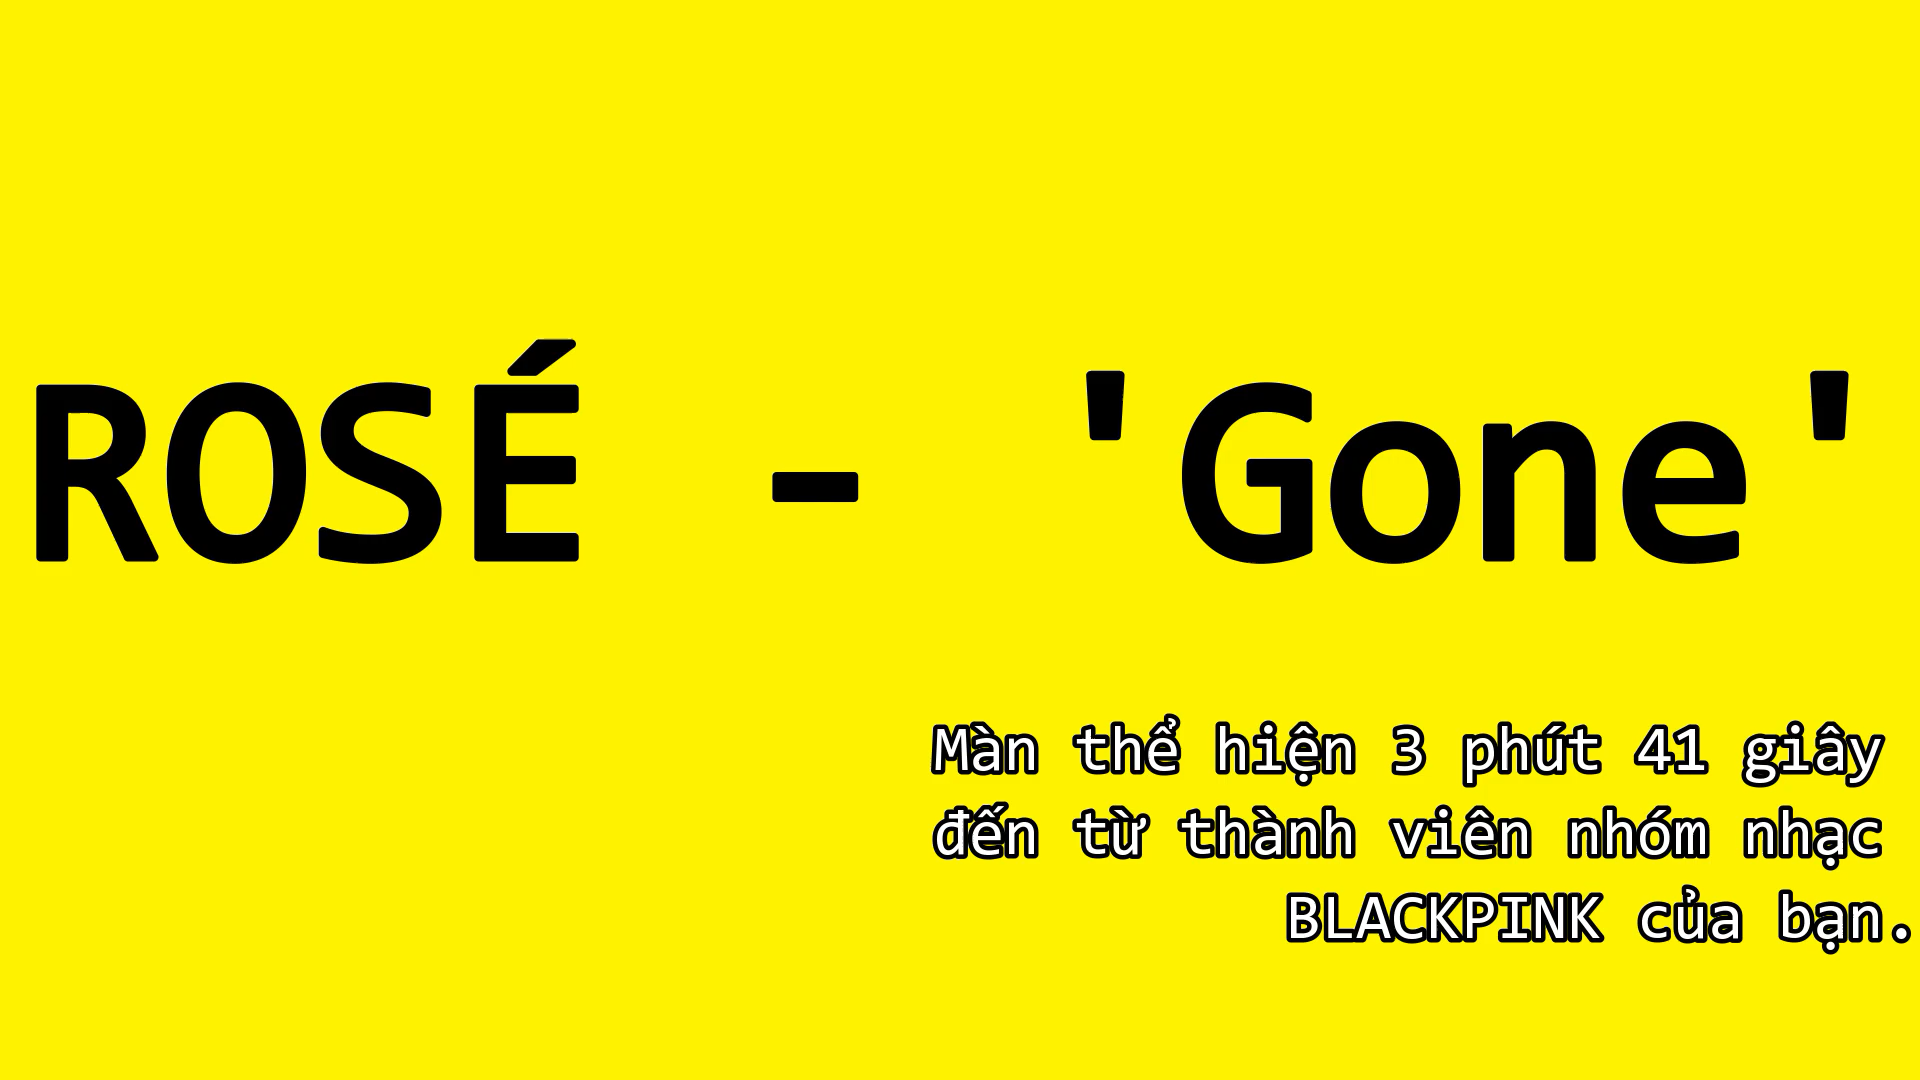 ROSÉ - 'Gone'
Màn thể hiện 3 phút 41 giây
đến từ thành viên nhóm nhạc
BLACKPINK của bạn.